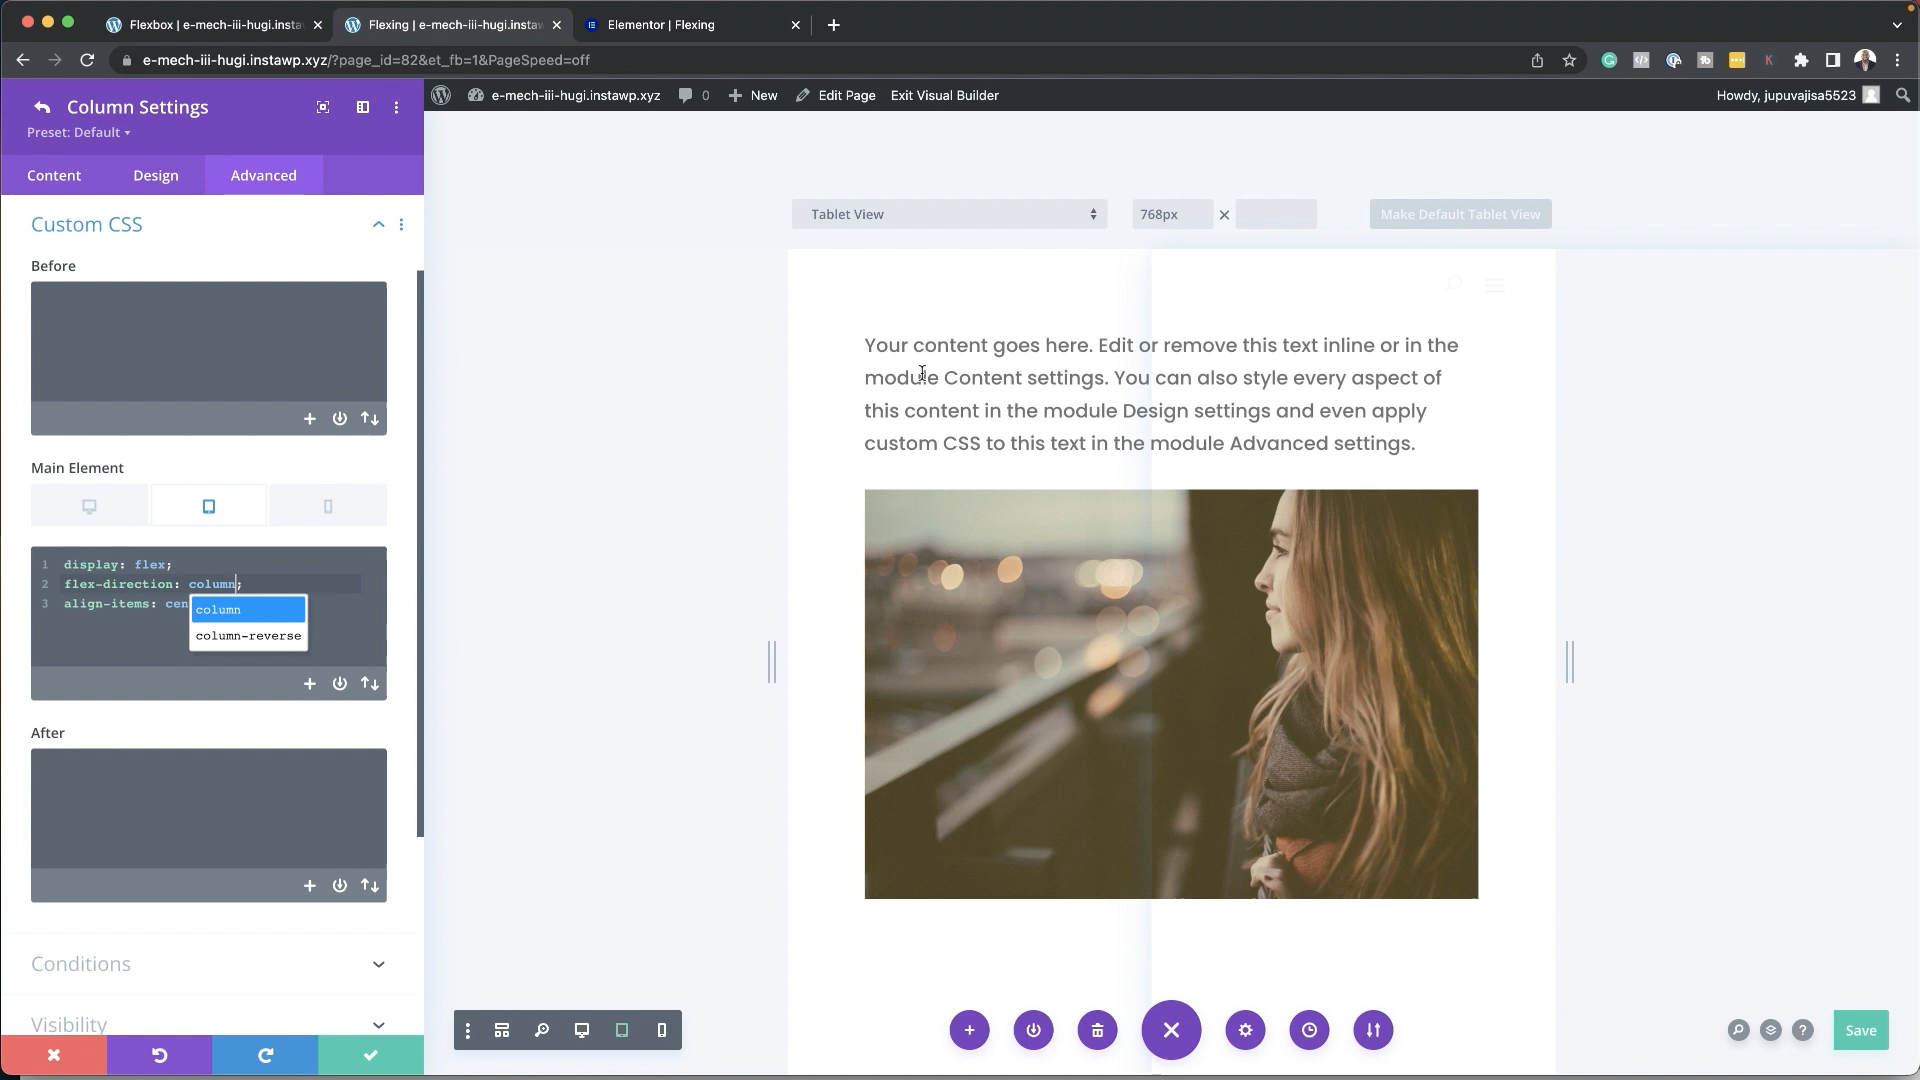 Flexbox | e-mech-iii-hugi.insta
Flexing | e-mech-iii-hugi.instaw
Elementor | Flexing
e-mech-iii-hugi.instawp.xyz/?page_id=82&et_fb=1&PageSpeed=off
Column Settings
Preset: Default
e-mech-iii-hugi.instawp.xyz
0
New
Edit Page
Exit Visual Builder
Howdy, jupuvajisa5523
Content
Design
Advanced
Custom CSS
Before
Main Element
1 display: flex;
2 flex-direction: column;
3 align-items: cen
column
column-reverse
After
Conditions
Visibility
Tablet View
768px
Make Default Tablet View
Your content goes here. Edit or remove this text inline or in the
module Content settings. You can also style every aspect of
this content in the module Design settings and even apply
custom CSS to this text in the module Advanced settings.
Save